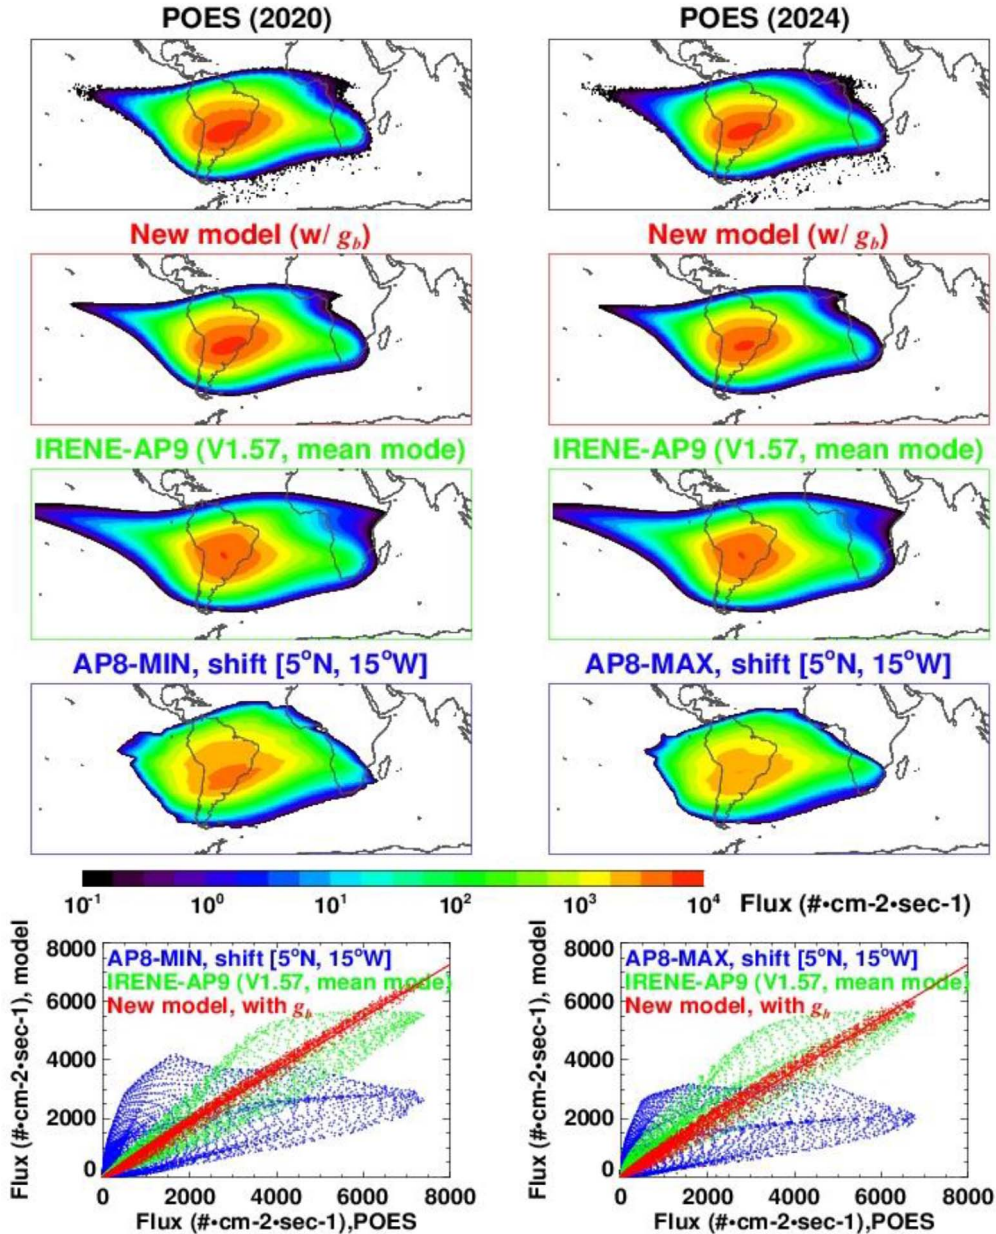 POES (2020) POES (2024)
New model (w/ g_b) New model (w/ g_b)
IRENE-AP9 (V1.57, mean mode) IRENE-AP9 (V1.57, mean mode)
AP8-MIN, shift [5°N, 15°W] AP8-MAX, shift [5°N, 15°W]
10⁻¹ 10⁰ 10¹ 10² 10³ 10⁴ Flux (#•cm-2•sec-1)
Flux (#•cm-2•sec-1), model
8000
6000
4000
2000
0
AP8-MIN, shift [5°N, 15°W]
IRENE-AP9 (V1.57, mean mode)
New model, with g_b
0 2000 4000 6000 8000
Flux (#•cm-2•sec-1),POES
Flux (#•cm-2•sec-1), model
8000
6000
4000
2000
0
AP8-MAX, shift [5°N, 15°W]
IRENE-AP9 (V1.57, mean mode)
New model, with g_b
0 2000 4000 6000 8000
Flux (#•cm-2•sec-1),POES